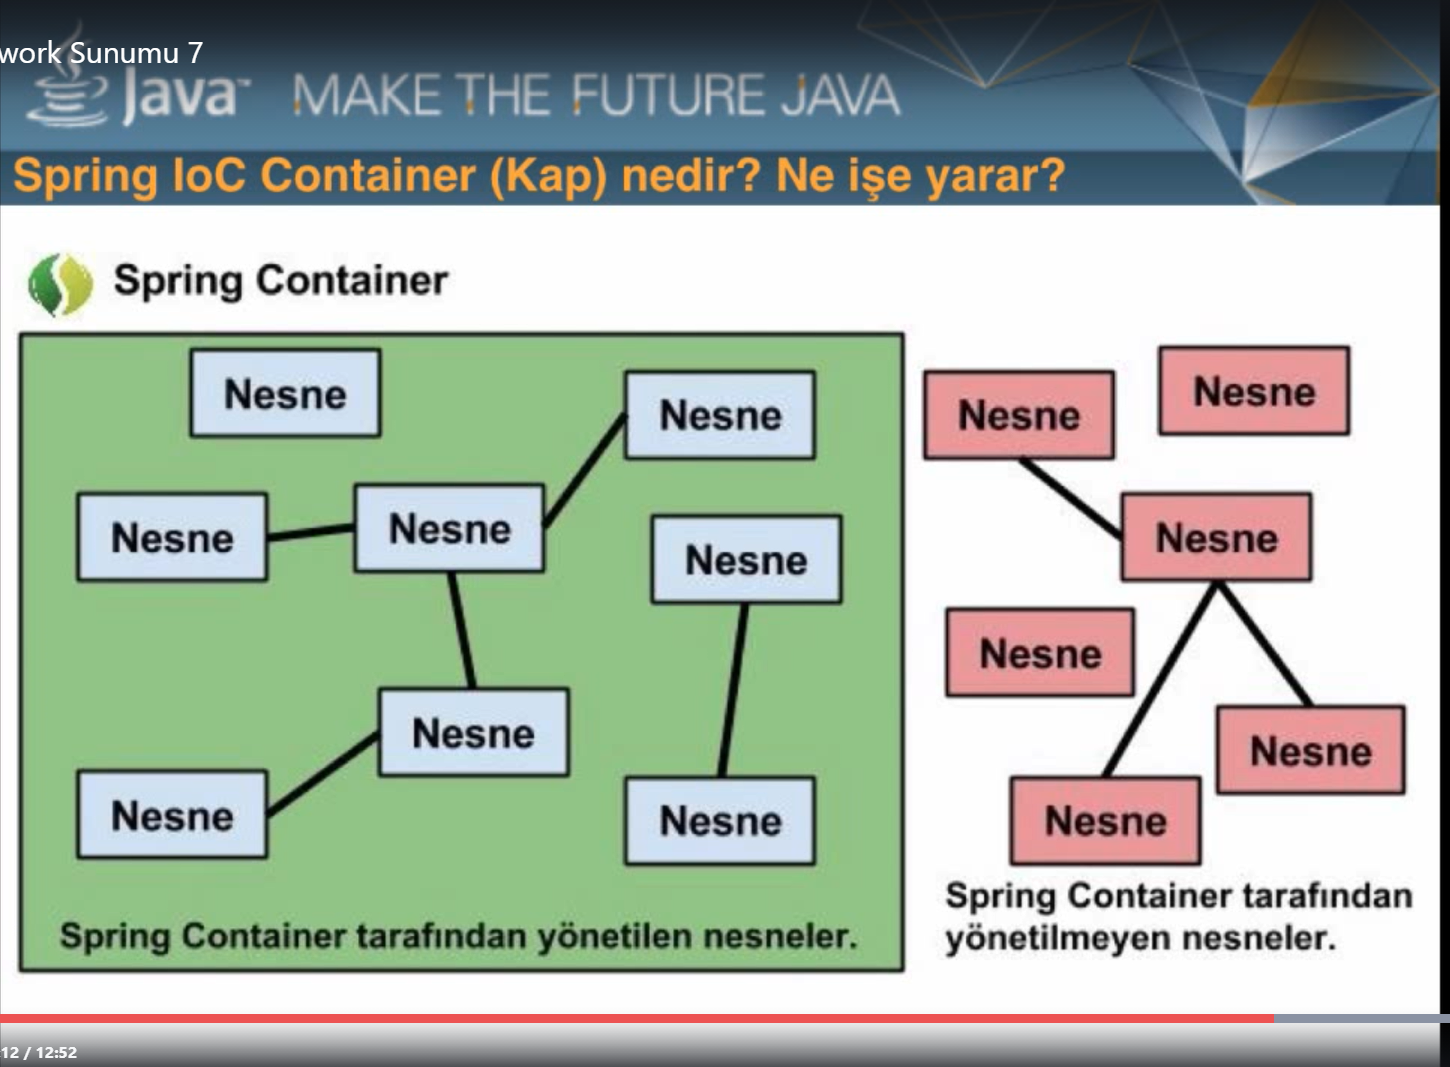 work Sunumu 7
Java™ MAKE THE FUTURE JAVA
Spring IoC Container (Kap) nedir? Ne işe yarar?
Spring Container
Nesne
Nesne
Nesne
Nesne
Nesne
Nesne
Nesne
Nesne
Spring Container tarafından yönetilen nesneler.
Nesne
Nesne
Nesne
Nesne
Nesne
Nesne
Spring Container tarafından
yönetilmeyen nesneler.
12 / 12:52